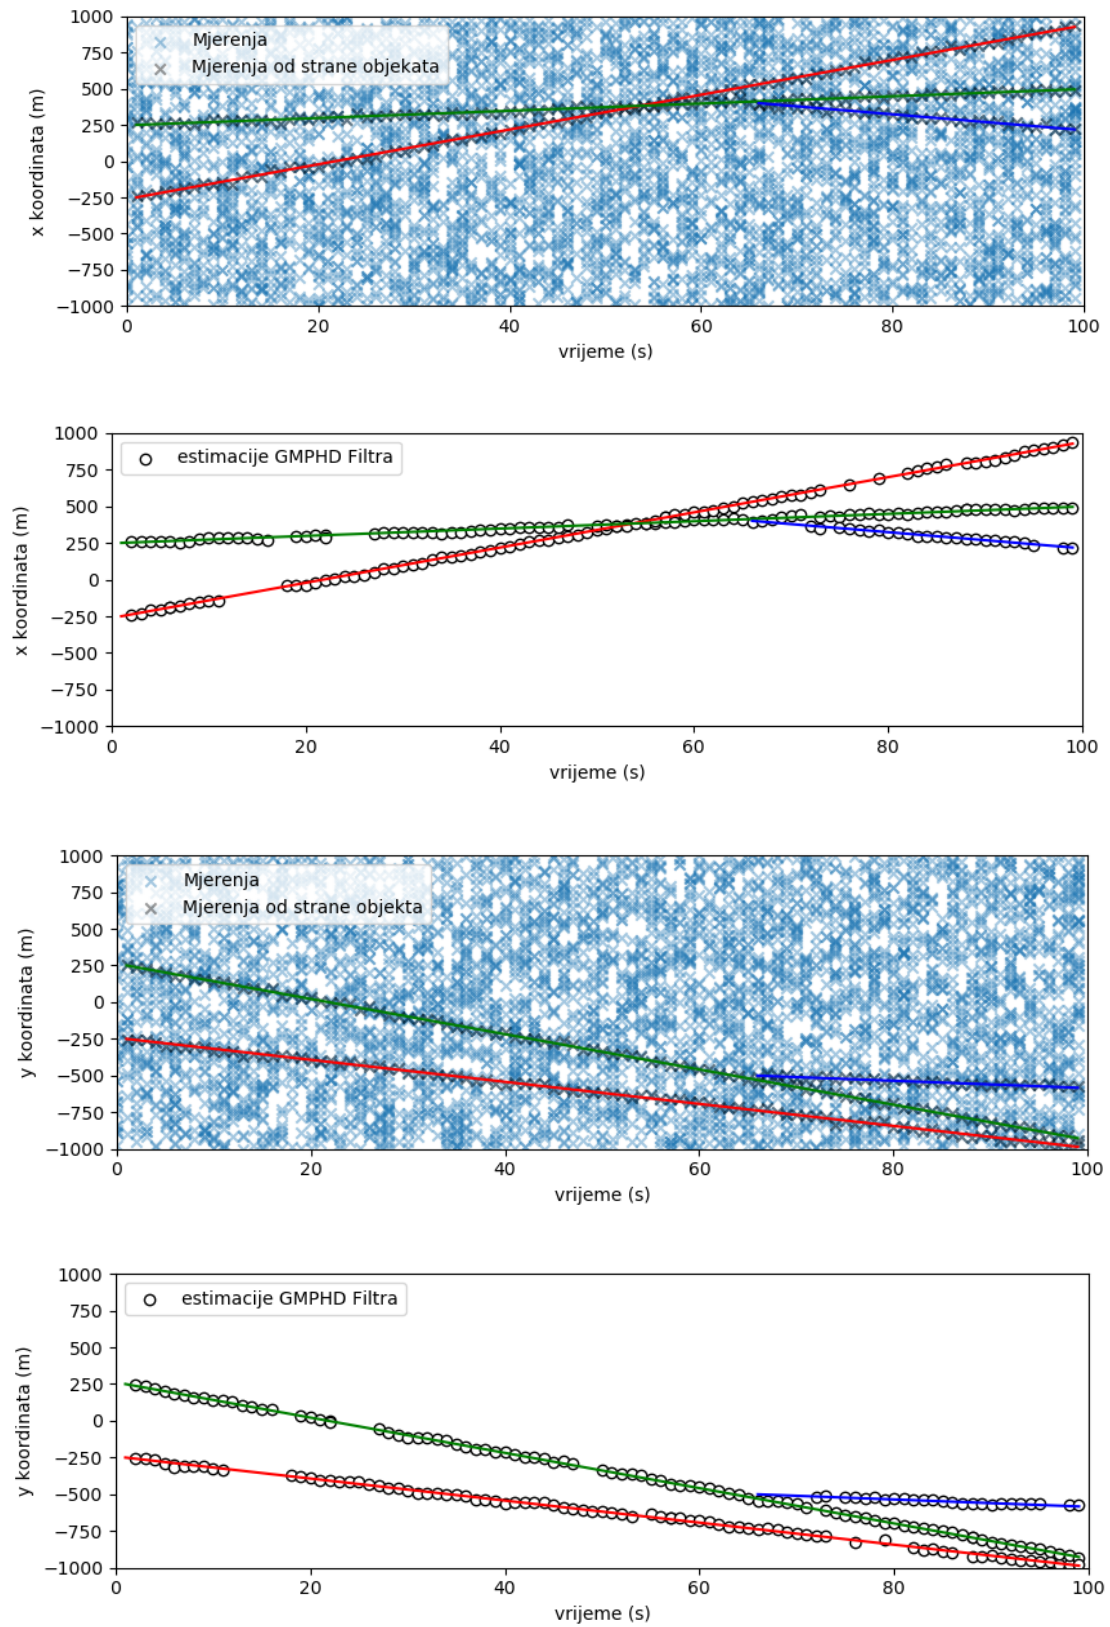 1000
750
500
250
0
−250
−500
−750
−1000
x koordinata (m)
Mjerenja
Mjerenja od strane objekata
0 20 40 60 80 100
vrijeme (s)
1000
750
500
250
0
−250
−500
−750
−1000
x koordinata (m)
estimacije GMPHD Filtra
0 20 40 60 80 100
vrijeme (s)
1000
750
500
250
0
−250
−500
−750
−1000
y koordinata (m)
Mjerenja
Mjerenja od strane objekta
0 20 40 60 80 100
vrijeme (s)
1000
750
500
250
0
−250
−500
−750
−1000
y koordinata (m)
estimacije GMPHD Filtra
0 20 40 60 80 100
vrijeme (s)